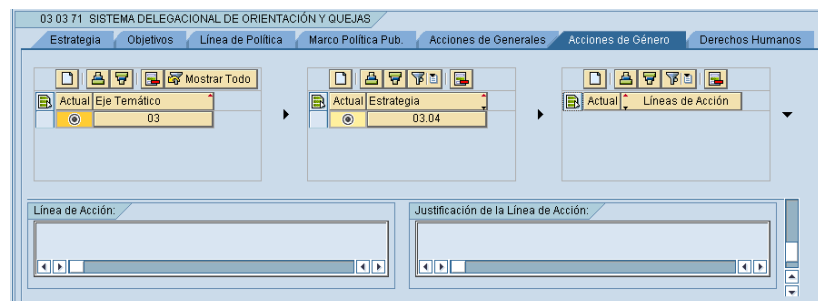 03 03 71 SISTEMA DELEGACIONAL DE ORIENTACIÓN Y QUEJAS
Estrategia Objetivos Línea de Política Marco Política Pub. Acciones de Generales Acciones de Género Derechos Humanos
Mostrar Todo
Actual Eje Temático Actual Estrategia Actual Líneas de Acción
03 03.04
Línea de Acción: Justificación de la Línea de Acción: